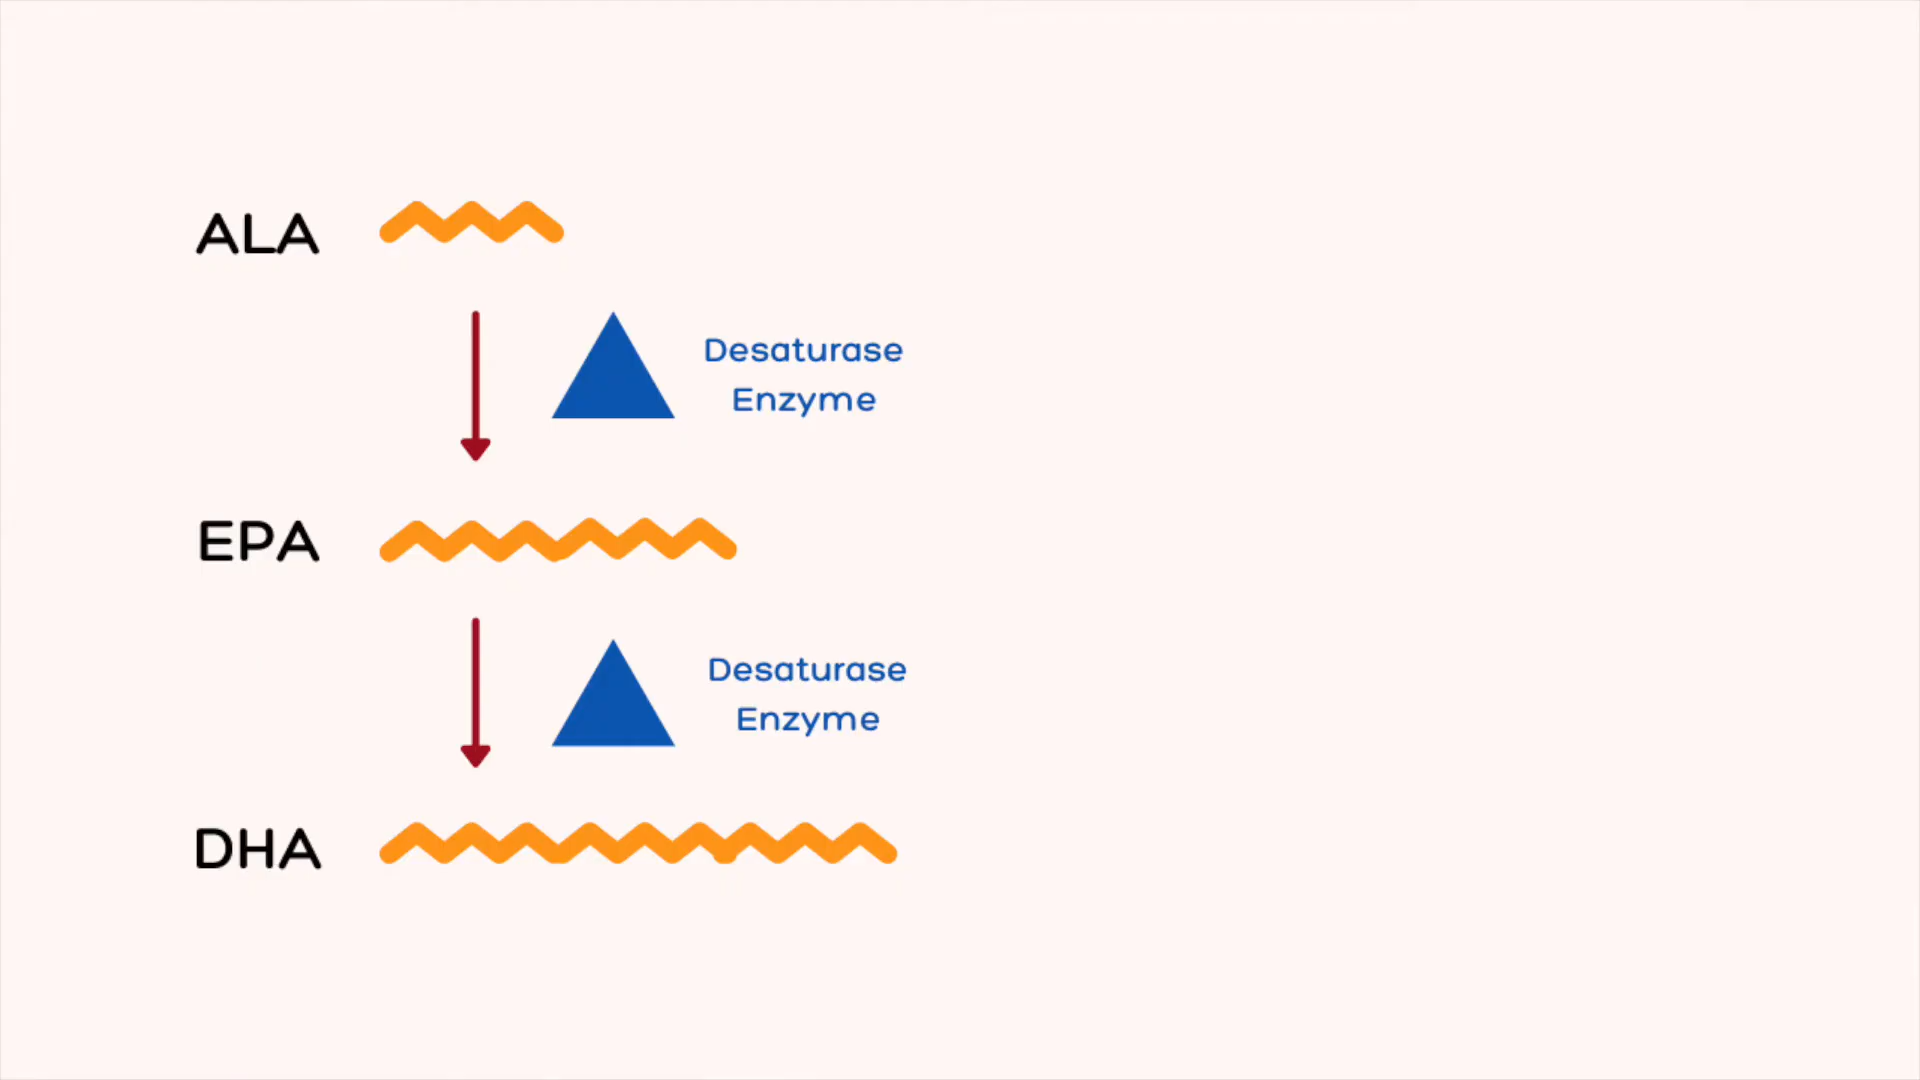 ALA
Desaturase
Enzyme
EPA
Desaturase
Enzyme
DHA